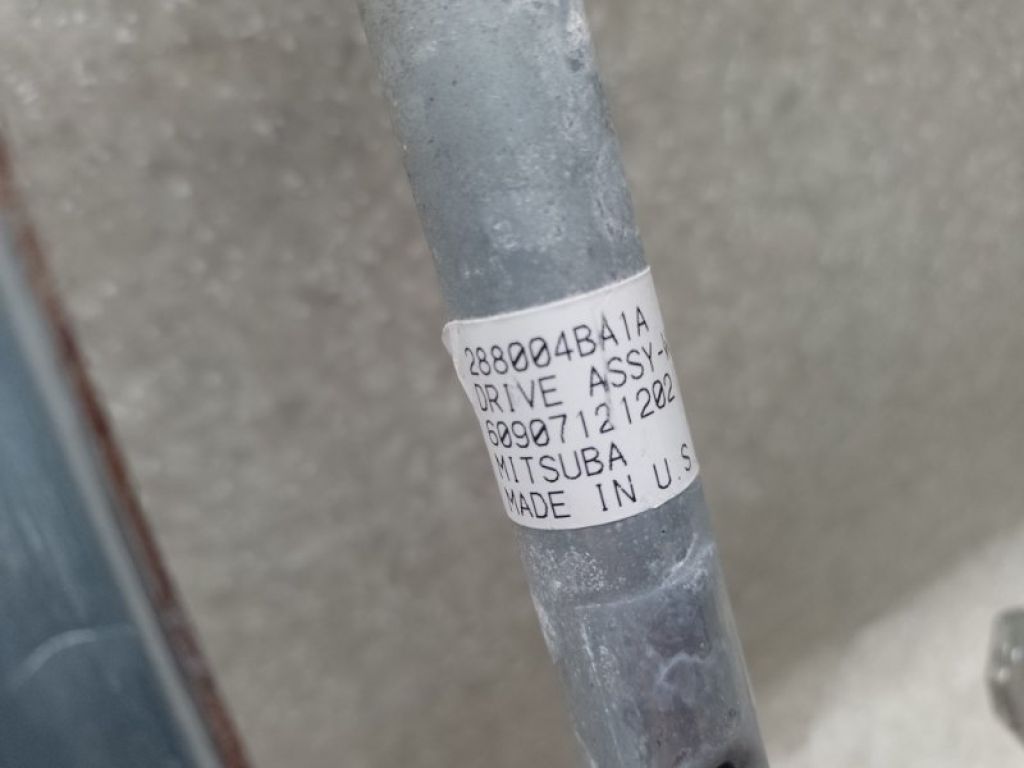 288004BA1A
DRIVE ASSY-
60907121202
MITSUBA
MADE IN U.S